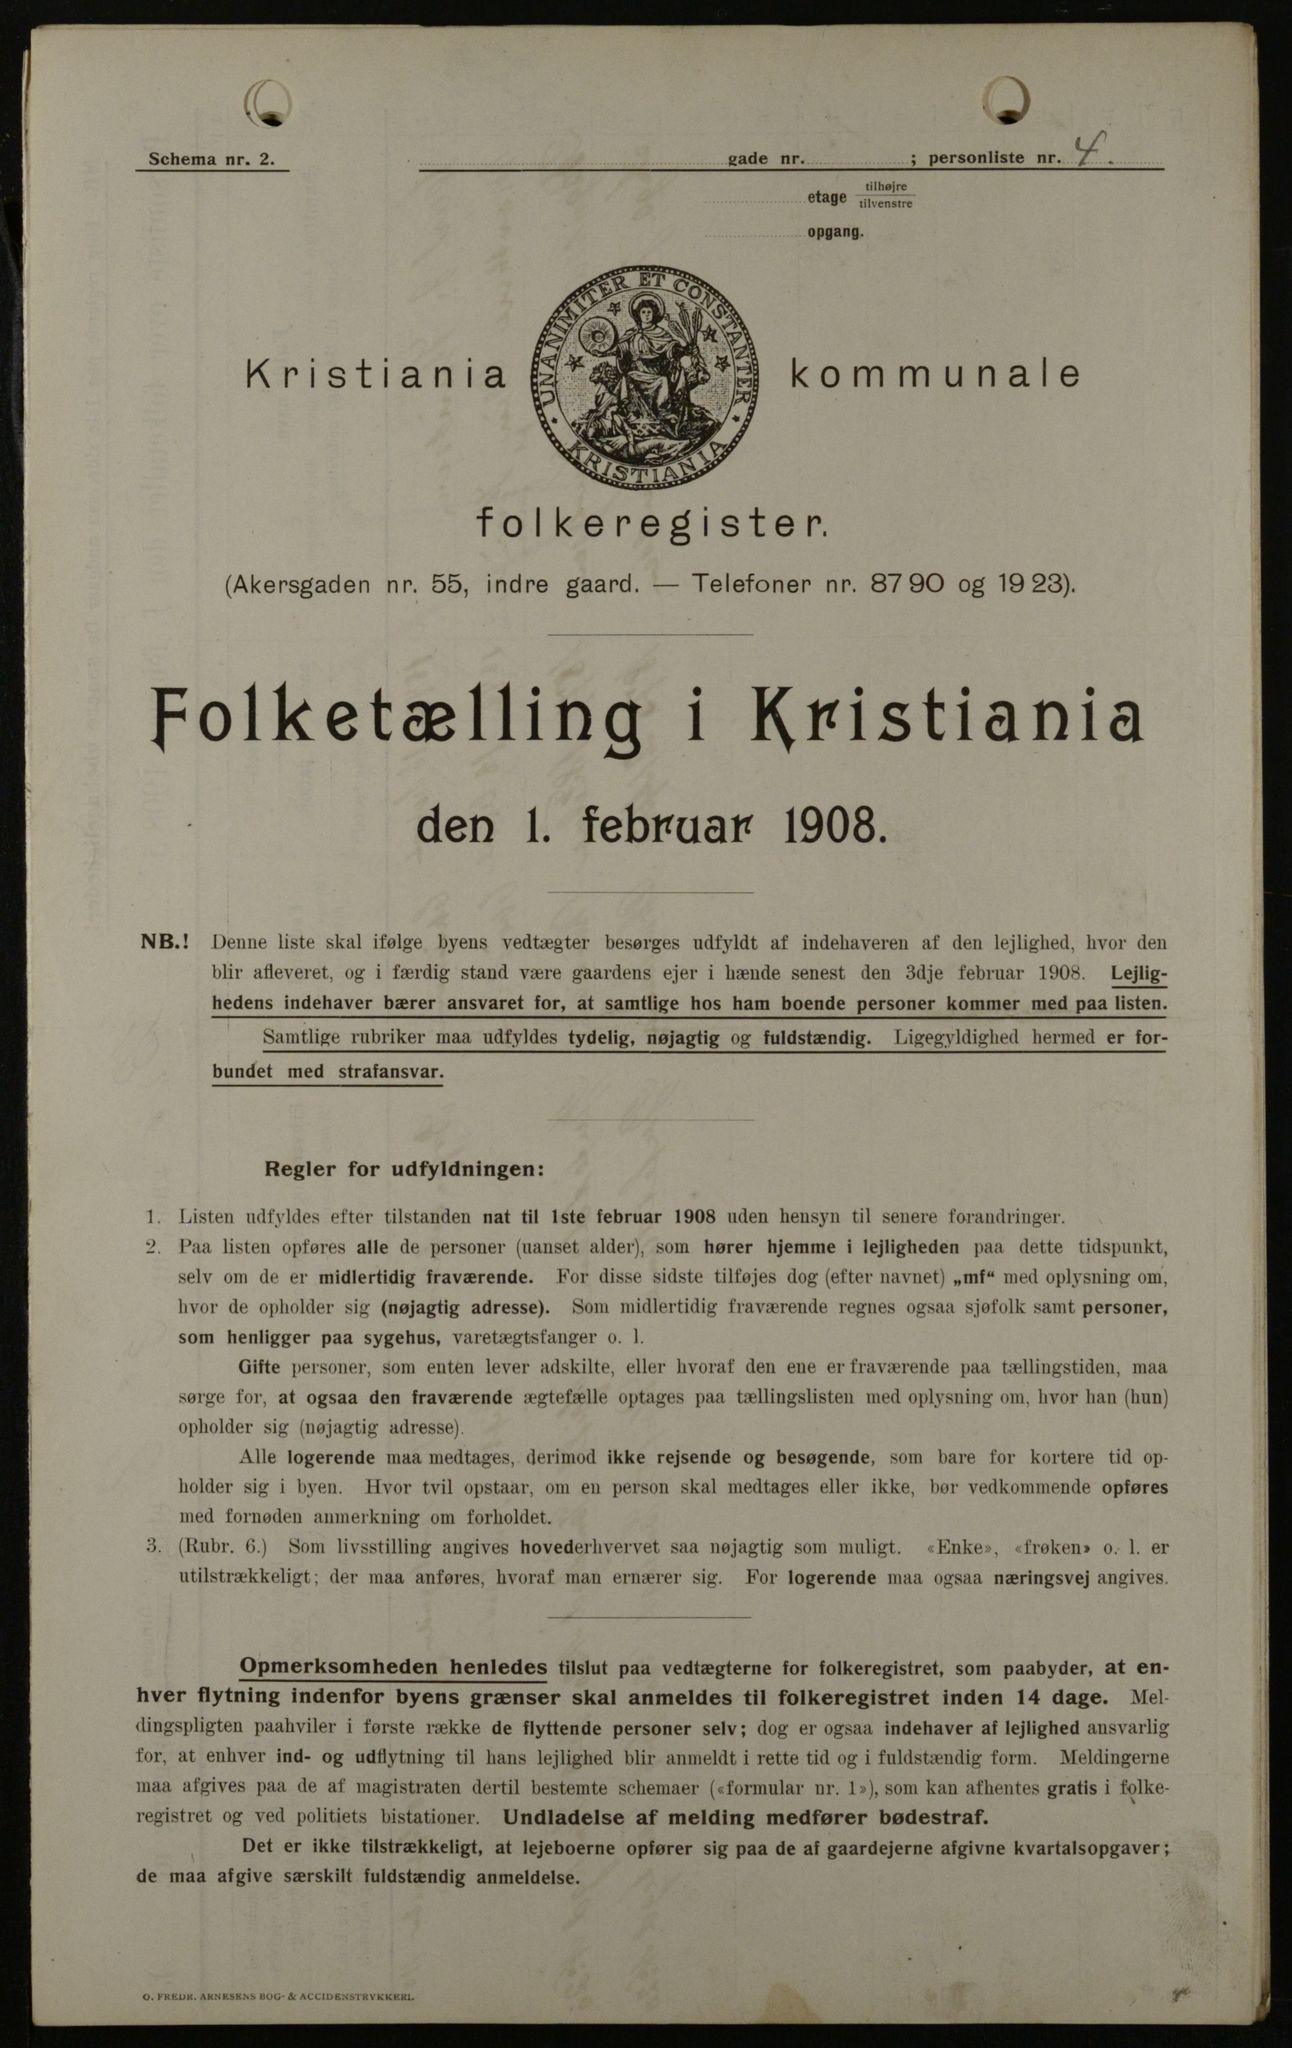 Schema nr. 2.
gade nr. ; personliste nr. 4.
etage tilhøjre
tilvenstre
opgang.
UNANIMITER ET CONSTANTER
KRISTIANIA
Kristiania kommunale
folkeregister.
(Akersgaden nr. 55, indre gaard. — Telefoner nr. 87 90 og 19 23).
Folketælling i Kristiania
den 1. februar 1908.
NB.! Denne liste skal ifølge byens vedtægter besørges udfyldt af indehaveren af den lejlighed, hvor den
blir afleveret, og i færdig stand være gaardens ejer i hænde senest den 3dje februar 1908. Lejlig-
hedens indehaver bærer ansvaret for, at samtlige hos ham boende personer kommer med paa listen.
Samtlige rubriker maa udfyldes tydelig, nøjagtig og fuldstændig. Ligegyldighed hermed er for-
bundet med strafansvar.
Regler for udfyldningen:
1. Listen udfyldes efter tilstanden nat til 1ste februar 1908 uden hensyn til senere forandringer.
2. Paa listen opføres alle de personer (uanset alder), som hører hjemme i lejligheden paa dette tidspunkt,
selv om de er midlertidig fraværende. For disse sidste tilføjes dog (efter navnet) „mf“ med oplysning om,
hvor de opholder sig (nøjagtig adresse). Som midlertidig fraværende regnes ogsaa sjøfolk samt personer,
som henligger paa sygehus, varetægtsfanger o. l.
Gifte personer, som enten lever adskilte, eller hvoraf den ene er fraværende paa tællingstiden, maa
sørge for, at ogsaa den fraværende ægtefælle optages paa tællingslisten med oplysning om, hvor han (hun)
opholder sig (nøjagtig adresse).
Alle logerende maa medtages, derimod ikke rejsende og besøgende, som bare for kortere tid op-
holder sig i byen. Hvor tvil opstaar, om en person skal medtages eller ikke, bør vedkommende opføres
med fornøden anmerkning om forholdet.
3. (Rubr. 6.) Som livsstilling angives hovederhvervet saa nøjagtig som muligt. «Enke», «frøken» o. l. er
utilstrækkeligt; der maa anføres, hvoraf man ernærer sig. For logerende maa ogsaa næringsvej angives.
Opmerksomheden henledes tilslut paa vedtægterne for folkeregistret, som paabyder, at en-
hver flytning indenfor byens grænser skal anmeldes til folkeregistret inden 14 dage. Mel-
dingspligten paahviler i første række de flyttende personer selv; dog er ogsaa indehaver af lejlighed ansvarlig
for, at enhver ind- og udflytning til hans lejlighed blir anmeldt i rette tid og i fuldstændig form. Meldingerne
maa afgives paa de af magistraten dertil bestemte schemaer («formular nr. 1»), som kan afhentes gratis i folke-
registret og ved politiets bistationer. Undladelse af melding medfører bødestraf.
Det er ikke tilstrækkeligt, at lejeboerne opfører sig paa de af gaardejerne afgivne kvartalsopgaver;
de maa afgive særskilt fuldstændig anmeldelse.
O. FREDR. ARNESENS BOG- & ACCIDENSTRYKKERI.